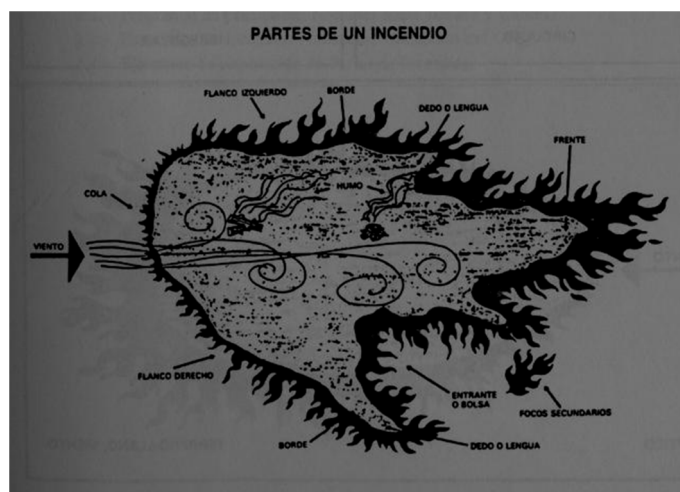 PARTES DE UN INCENDIO
FLANCO IZQUIERDO
BORDE
DEDO O LENGUA
FRENTE
HUMO
COLA
VIENTO
FLANCO DERECHO
ENTRANTE
O BOLSA
FOCOS SECUNDARIOS
BORDE
DEDO O LENGUA